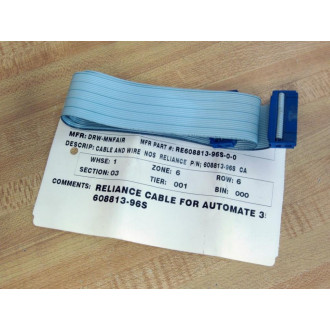 MFR: DRW-MNFAIR MFR PART #: RE608813-96S-0-0
DESCRIP: CABLE AND WIRE NOS RELIANCE P/N: 608813-96S CA
WHSE: 1 ZONE: 6 ROW: 6
SECTION: 03 TIER: 001 BIN: 000
COMMENTS: RELIANCE CABLE FOR AUTOMATE 3
608813-96S